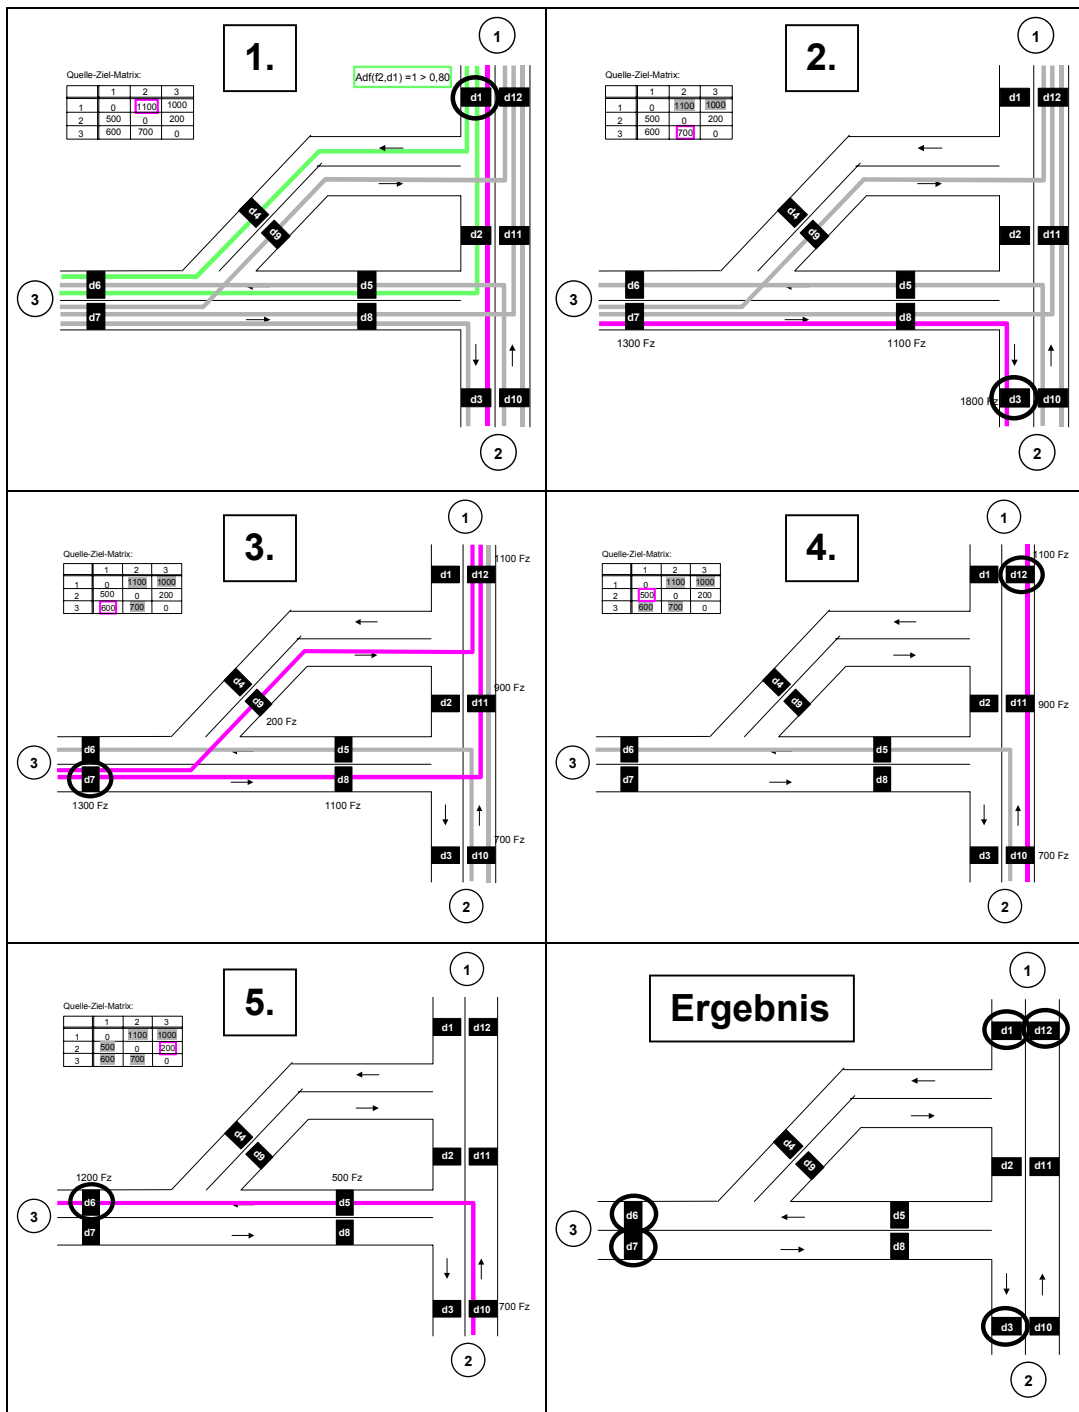 1.
1
Quelle-Ziel-Matrix:
1 2 3
1 0 1100 1000
2 500 0 200
3 600 700 0
Adf(f2,d1) =1 > 0,80
d1 d12
d4
d9
d2 d11
d6 d5
3
d7 d8
d3 d10
2
2.
1
Quelle-Ziel-Matrix:
1 2 3
1 0 1100 1000
2 500 0 200
3 600 700 0
d1 d12
d4
d9
d2 d11
d6 d5
3
d7 d8
1300 Fz 1100 Fz
1800 Fz d3 d10
2
3.
1
Quelle-Ziel-Matrix:
1 2 3
1 0 1100 1000
2 500 0 200
3 600 700 0
1100 Fz
d1 d12
d4
d9
200 Fz
900 Fz
d2 d11
d6 d5
3
d7 d8
1300 Fz 1100 Fz
700 Fz
d3 d10
2
4.
1
Quelle-Ziel-Matrix:
1 2 3
1 0 1100 1000
2 500 0 200
3 600 700 0
1100 Fz
d1 d12
d4
d9
d2 d11 900 Fz
d6 d5
3
d7 d8
d3 d10 700 Fz
2
5.
1
Quelle-Ziel-Matrix:
1 2 3
1 0 1100 1000
2 500 0 200
3 600 700 0
d1 d12
d4
d9
d2 d11
1200 Fz 500 Fz
d6 d5
3
d7 d8
d3 d10 700 Fz
2
Ergebnis
1
d1 d12
d4
d9
d2 d11
d6 d5
3
d7 d8
d3 d10
2